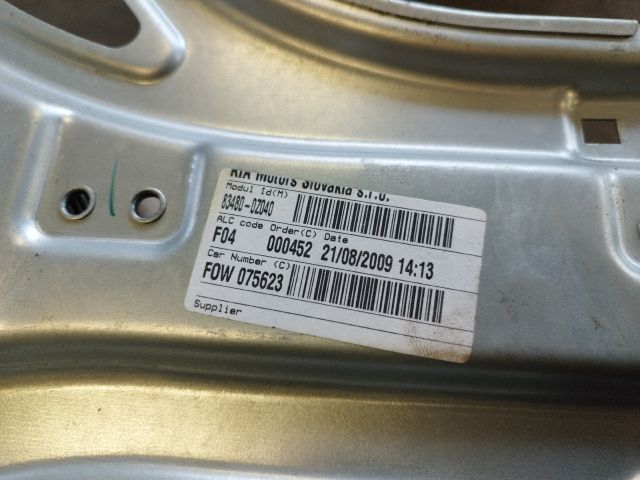 KIA Motors Slovakia s.r.o.
Modul Id(M)
83480-0Z040
ALC code Order(C) Date
F04 000452 21/08/2009 14:13
Car Number (C)
FOW 075623
Supplier